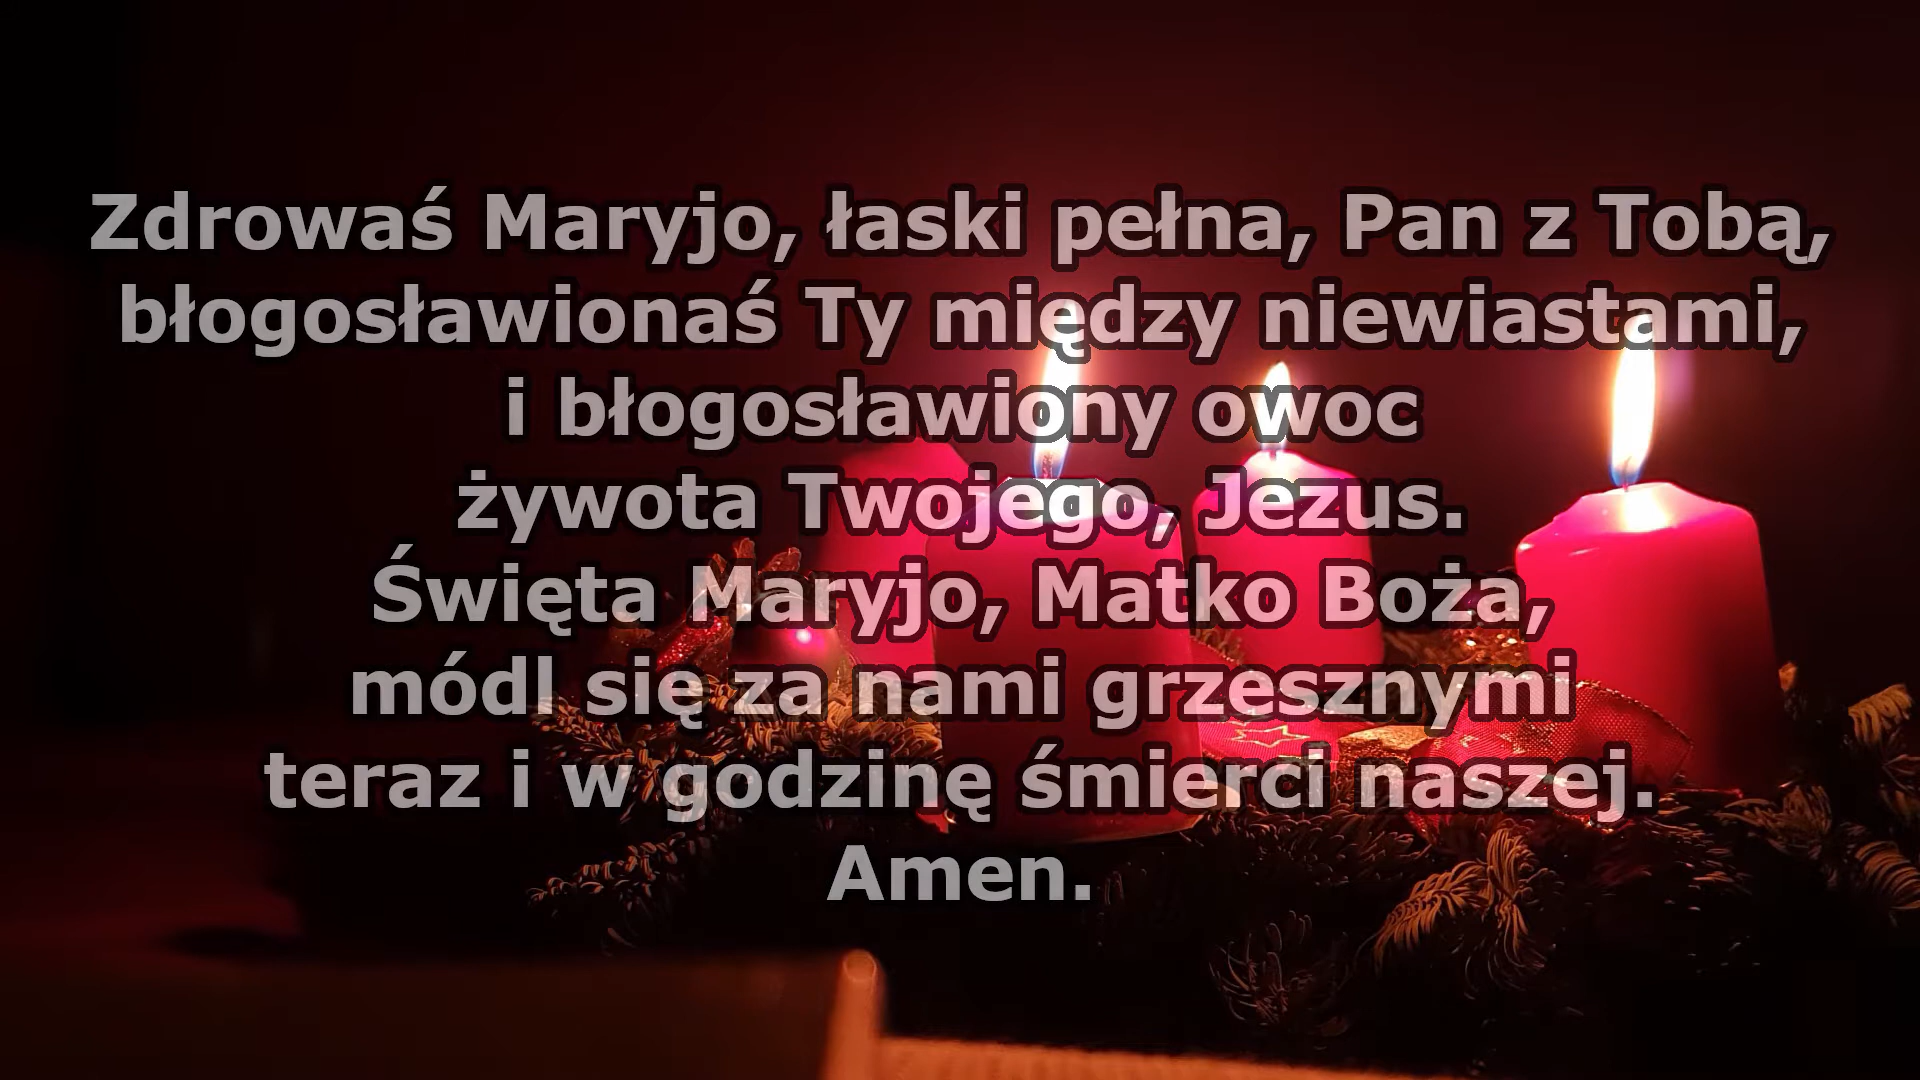 Zdrowaś Maryjo, łaski pełna, Pan z Tobą,
błogosławionaś Ty między niewiastami,
i błogosławiony owoc
żywota Twojego, Jezus.
Święta Maryjo, Matko Boża,
módl się za nami grzesznymi
teraz i w godzinę śmierci naszej.
Amen.